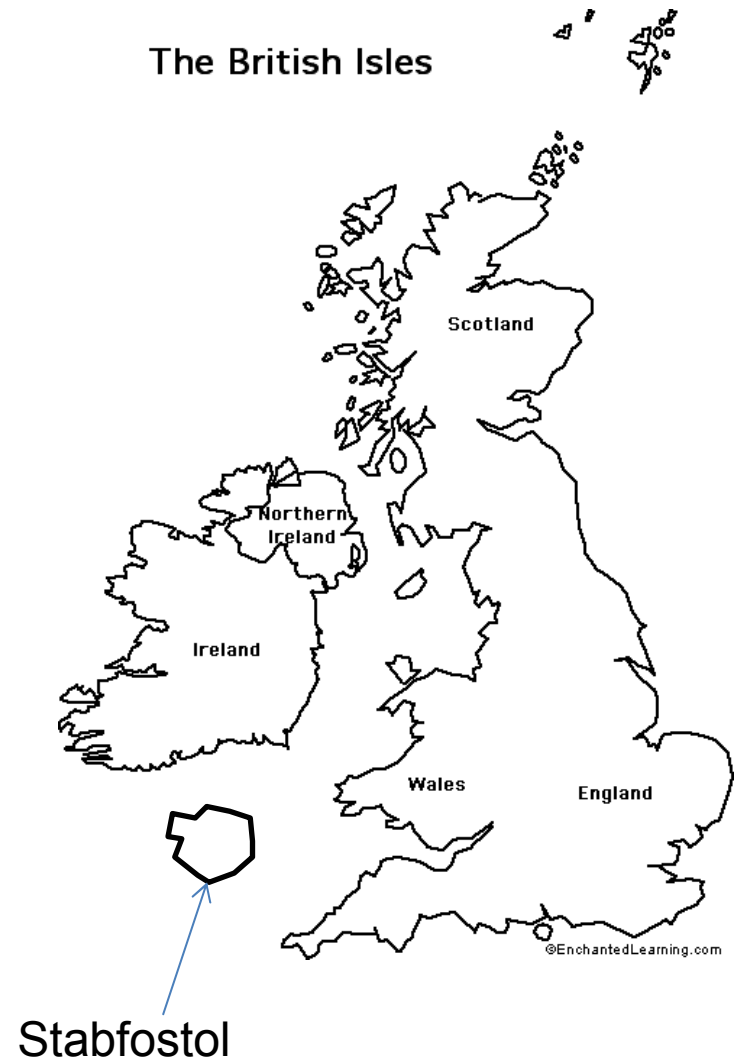 The British Isles
Scotland
Northern
Ireland
Ireland
Wales
England
©EnchantedLearning.com
Stabfostol